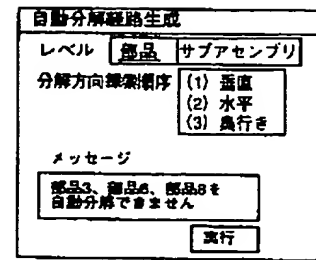 自動分解経路生成
レベル 部品 サブアセンブリ
分解方向探索順序 (1) 垂直
(2) 水平
(3) 奥行き
メッセージ
部品3、部品6、部品8を
自動分解できません
実行